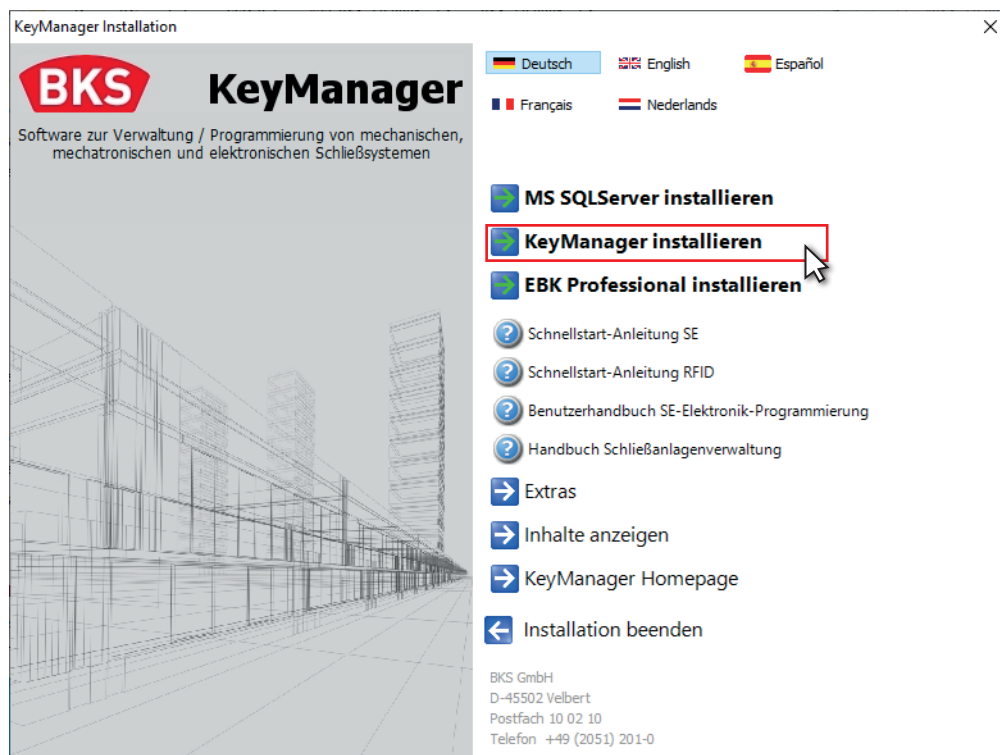 KeyManager Installation
BKS
KeyManager
Software zur Verwaltung / Programmierung von mechanischen,
mechatronischen und elektronischen Schließsystemen
Deutsch English Español
Français Nederlands
MS SQLServer installieren
KeyManager installieren
EBK Professional installieren
Schnellstart-Anleitung SE
Schnellstart-Anleitung RFID
Benutzerhandbuch SE-Elektronik-Programmierung
Handbuch Schließanlagenverwaltung
Extras
Inhalte anzeigen
KeyManager Homepage
Installation beenden
BKS GmbH
D-45502 Velbert
Postfach 10 02 10
Telefon +49 (2051) 201-0